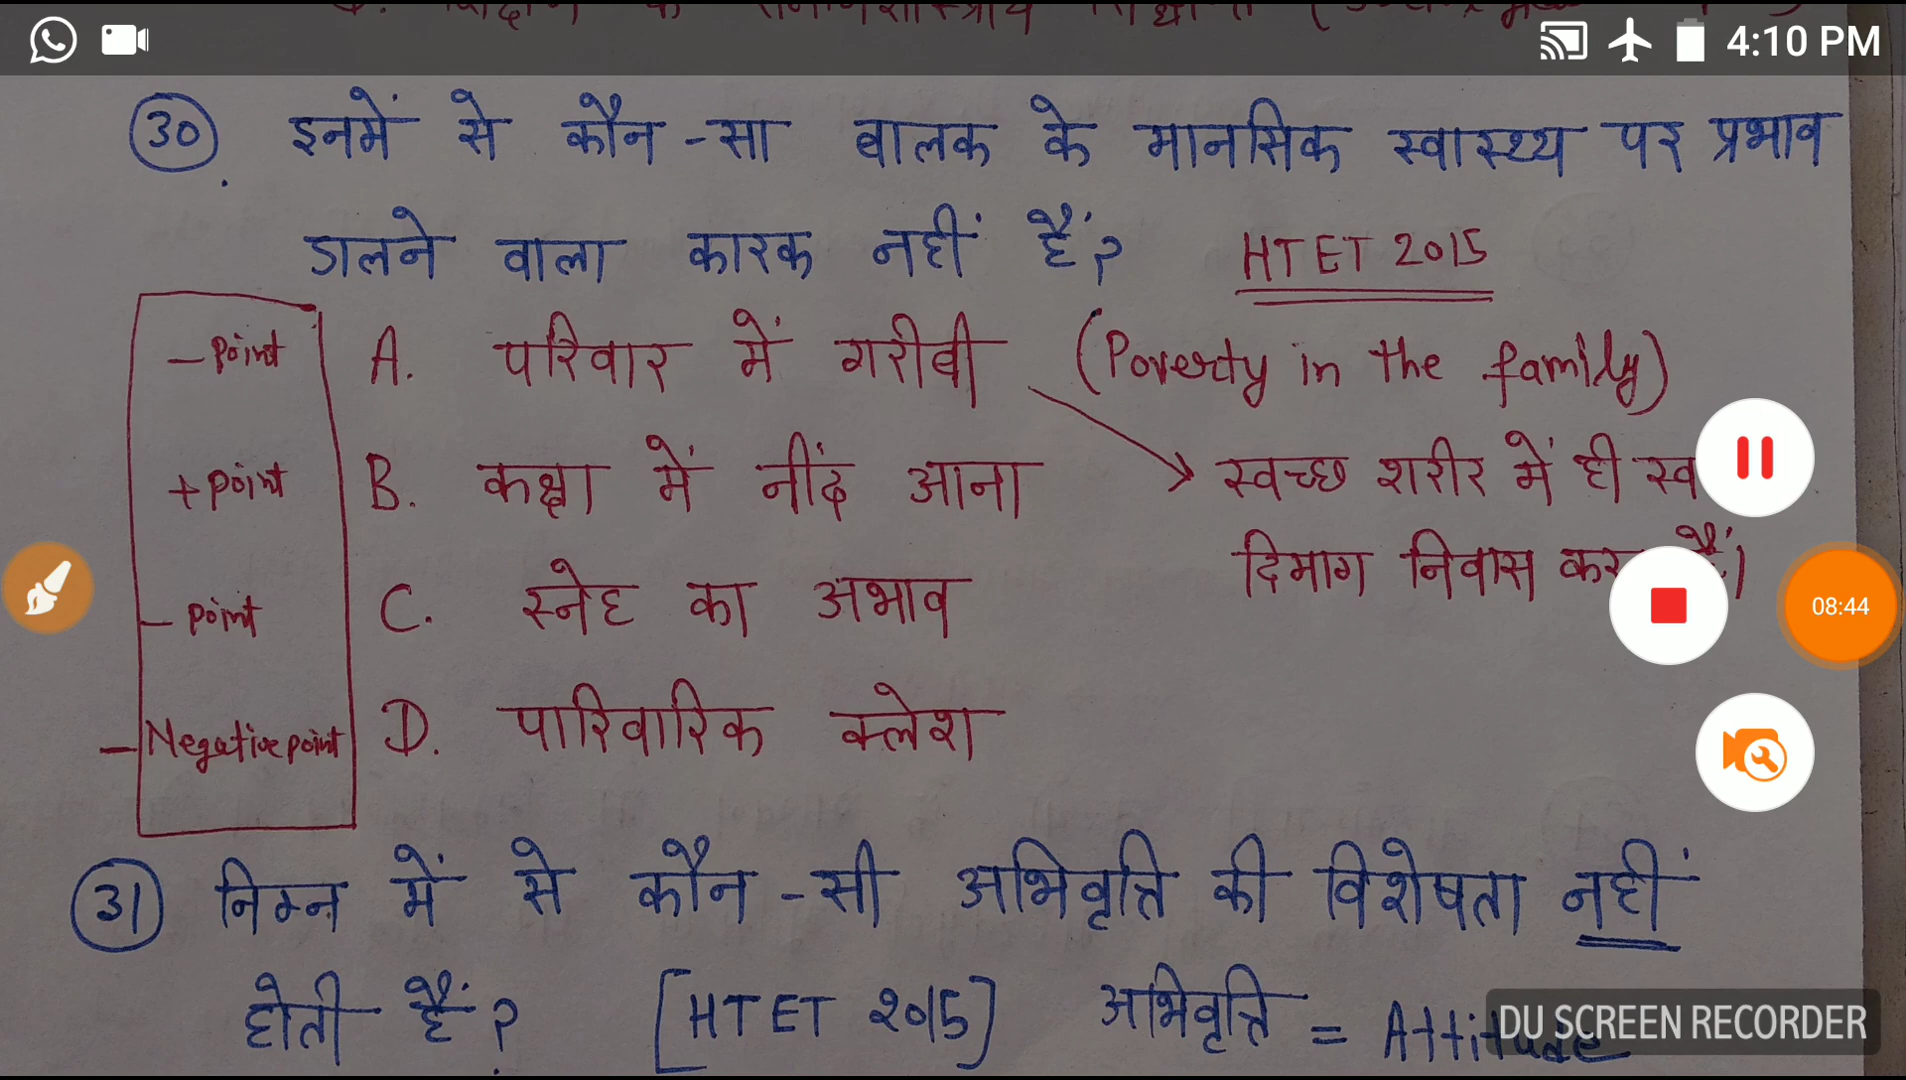 4:10 PM
30. इनमें से कौन-सा बालक के मानसिक स्वास्थ्य पर प्रभाव
डालने वाला कारक नहीं हैं? HTET 2015
- Point A. परिवार में गरीबी (Poverty in the family)
+ Point B. कक्षा में नींद आना → स्वच्छ शरीर में ही
- Point C. स्नेह का अभाव दिमाग निवास
08:44
- Negative point D. पारिवारिक क्लेश
31 निम्न में से कौन-सी अभिवृत्ति की विशेषता नहीं
होती हैं? [HTET 2015] अभिवृत्ति = Attitude
DU SCREEN RECORDER